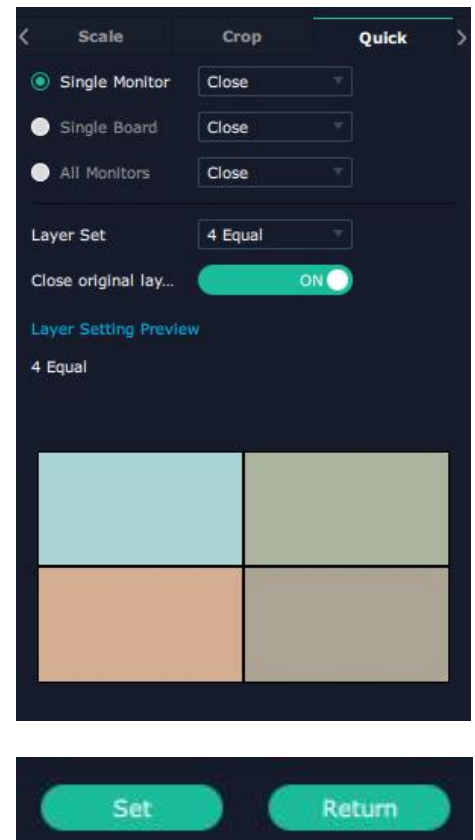 Scale Crop Quick
Single Monitor Close
Single Board Close
All Monitors Close
Layer Set 4 Equal
Close original lay... ON
Layer Setting Preview
4 Equal
Set Return